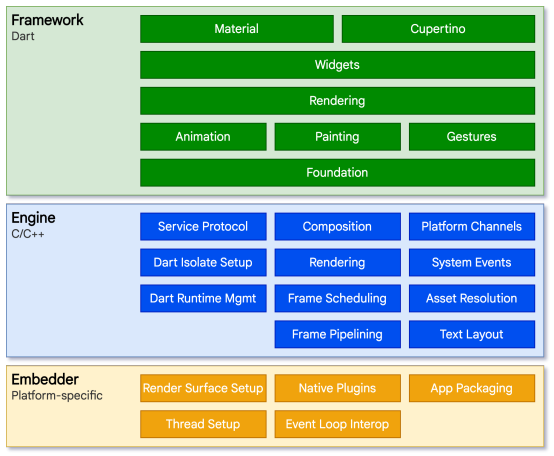 Framework
Dart
Material
Cupertino
Widgets
Rendering
Animation
Painting
Gestures
Foundation
Engine
C/C++
Service Protocol
Composition
Platform Channels
Dart Isolate Setup
Rendering
System Events
Dart Runtime Mgmt
Frame Scheduling
Asset Resolution
Frame Pipelining
Text Layout
Embedder
Platform-specific
Render Surface Setup
Native Plugins
App Packaging
Thread Setup
Event Loop Interop